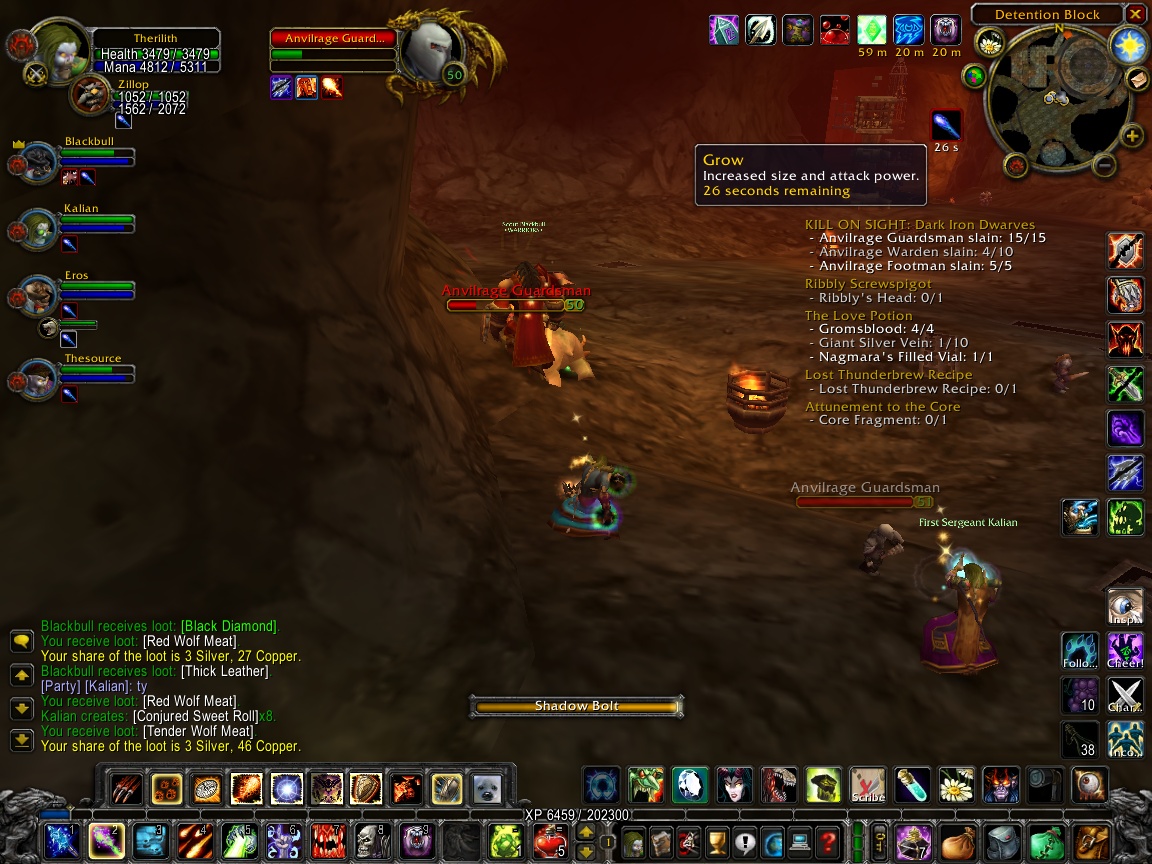 Therilith
Health 3479 / 3479
Mana 4812 / 5311
Zillop
1052 / 1052
1562 / 2072
Anvilrage Guard...
50
59 m
20 m
20 m
Detention Block
N
26 s
Grow
Increased size and attack power.
26 seconds remaining
Blackbull
Kalian
Eros
Thesource
Scout Blackbull
<WARRIORS>
Anvilrage Guardsman
50
KILL ON SIGHT: Dark Iron Dwarves
- Anvilrage Guardsman slain: 15/15
- Anvilrage Warden slain: 4/10
- Anvilrage Footman slain: 5/5
Ribbly Screwspigot
- Ribbly's Head: 0/1
The Love Potion
- Gromsblood: 4/4
- Giant Silver Vein: 1/10
- Nagmara's Filled Vial: 1/1
Lost Thunderbrew Recipe
- Lost Thunderbrew Recipe: 0/1
Attunement to the Core
- Core Fragment: 0/1
Anvilrage Guardsman
51
First Sergeant Kalian
Blackbull receives loot: [Black Diamond].
You receive loot: [Red Wolf Meat].
Your share of the loot is 3 Silver, 27 Copper.
Blackbull receives loot: [Thick Leather].
[Party] [Kalian]: ty
You receive loot: [Red Wolf Meat].
Kalian creates: [Conjured Sweet Roll]x8.
You receive loot: [Tender Wolf Meat].
Your share of the loot is 3 Silver, 46 Copper.
Shadow Bolt
Follo...
Cheer!
10
Char...
38
Scribe
XP 6459 / 202300
1
2
3
4
5
6
7
8
9
5
1
7